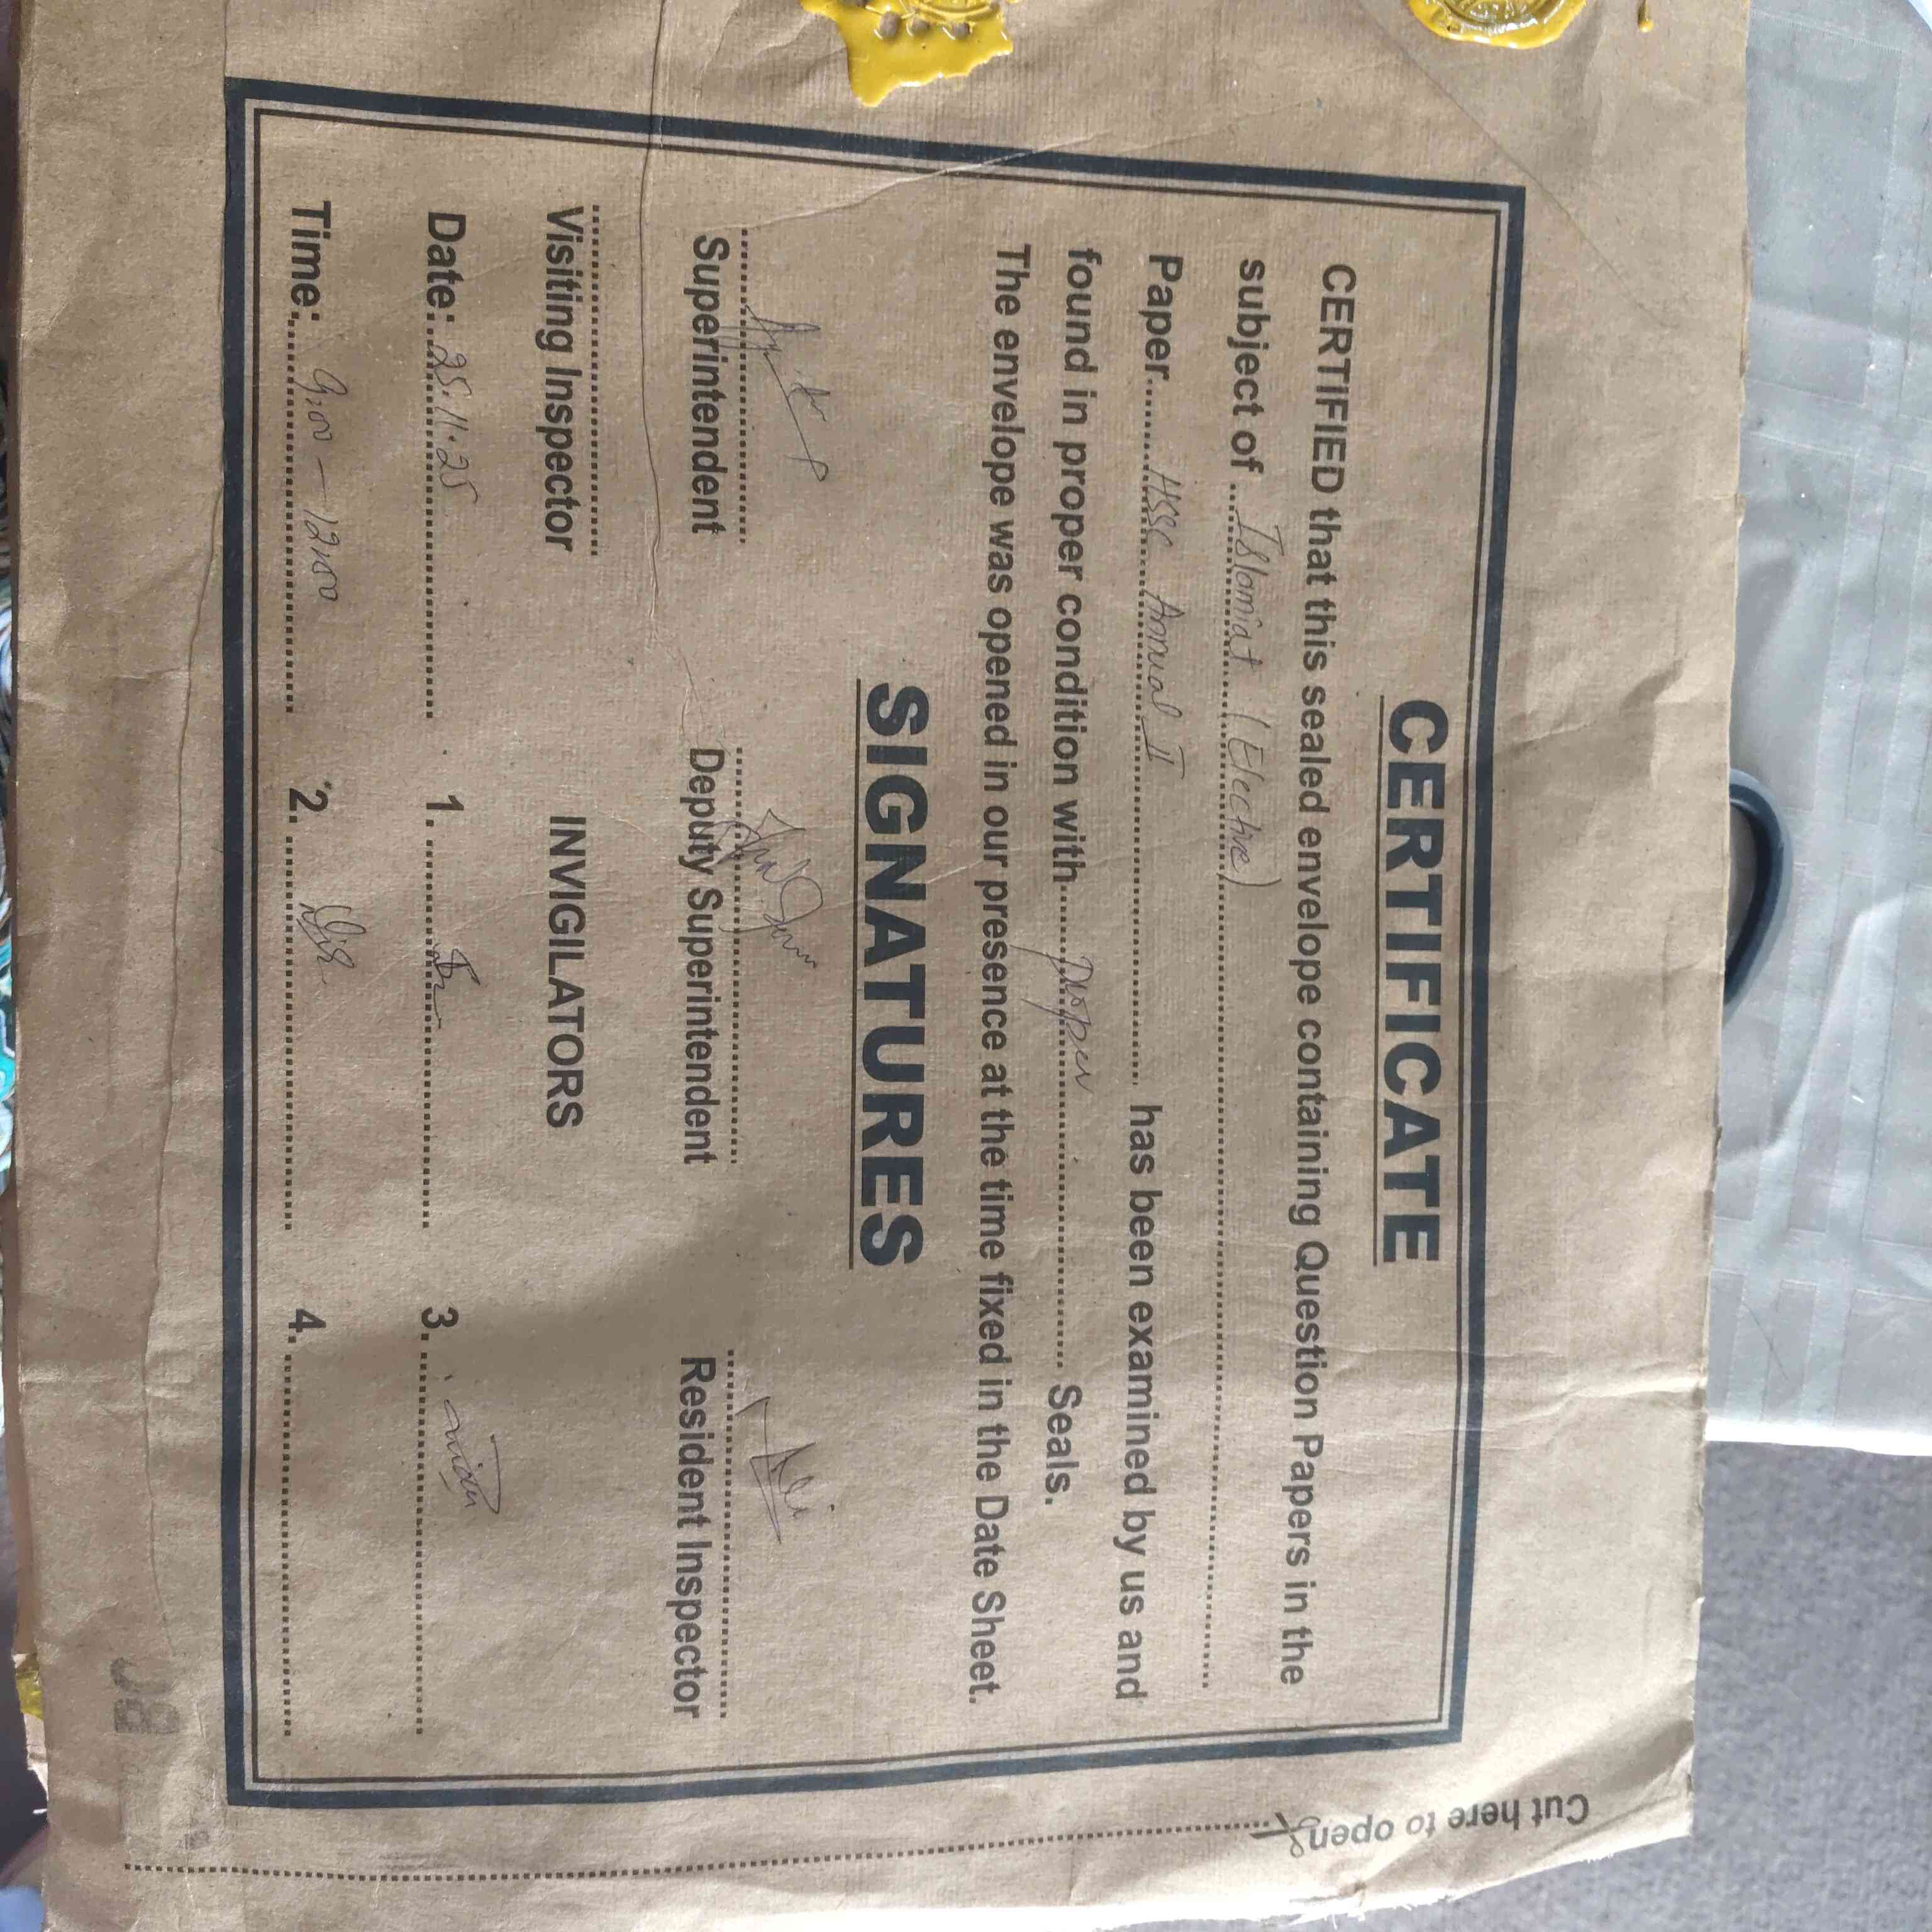 CERTIFICATE
CERTIFIED that this sealed envelope containing Question Papers in the
subject of .... Islamiat (Elective) ....
Paper.... HSSC Annual II .... has been examined by us and
found in proper condition with.... proper .... Seals.
The envelope was opened in our presence at the time fixed in the Date Sheet.
SIGNATURES
Superintendent Deputy Superintendent Resident Inspector
Visiting Inspector INVIGILATORS
Date: 25.11.25 1. 3.
Time: 9:00 – 12:00 2. 4.
Cut here to open
JB